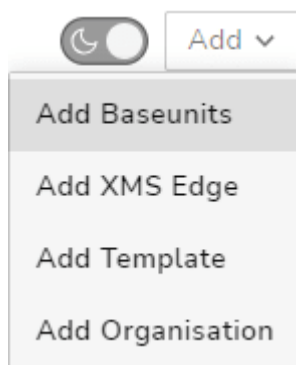 Add
Add Baseunits
Add XMS Edge
Add Template
Add Organisation